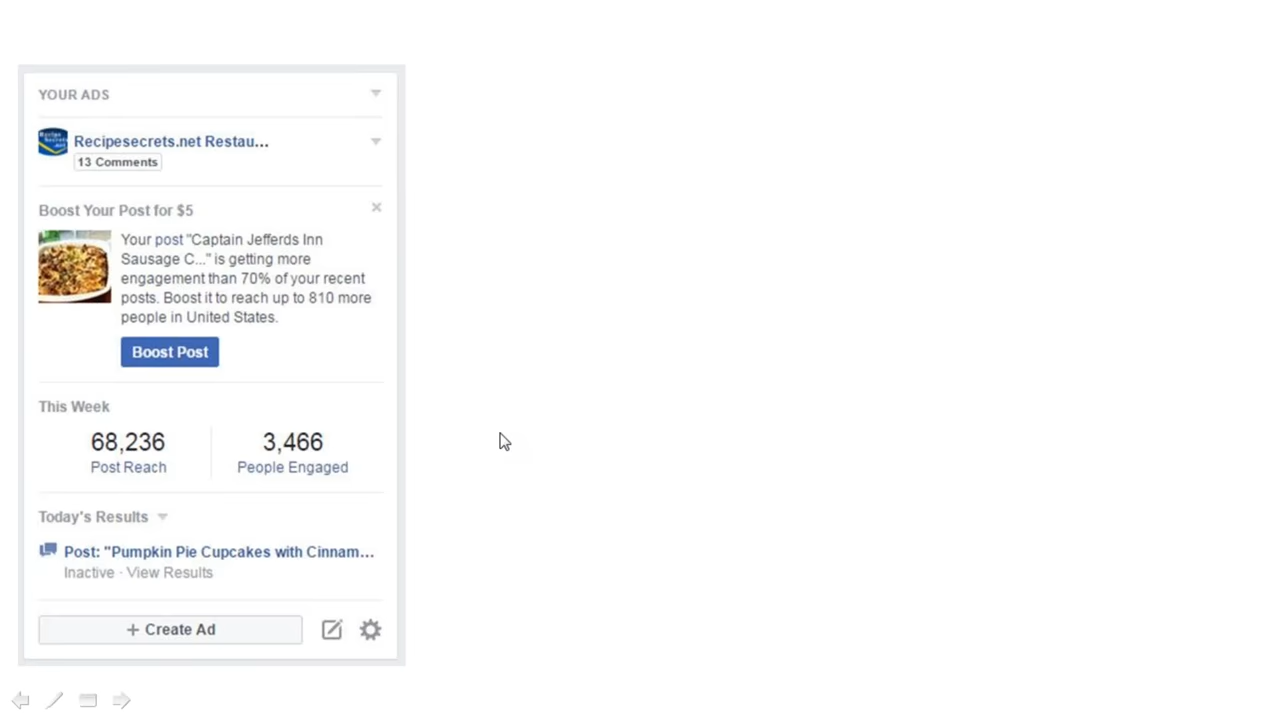 YOUR ADS
Recipesecrets.net Restau...
13 Comments
Boost Your Post for $5
Your post "Captain Jefferds Inn
Sausage C..." is getting more
engagement than 70% of your recent
posts. Boost it to reach up to 810 more
people in United States.
Boost Post
This Week
68,236
Post Reach
3,466
People Engaged
Today's Results
Post: "Pumpkin Pie Cupcakes with Cinnam...
Inactive · View Results
+ Create Ad